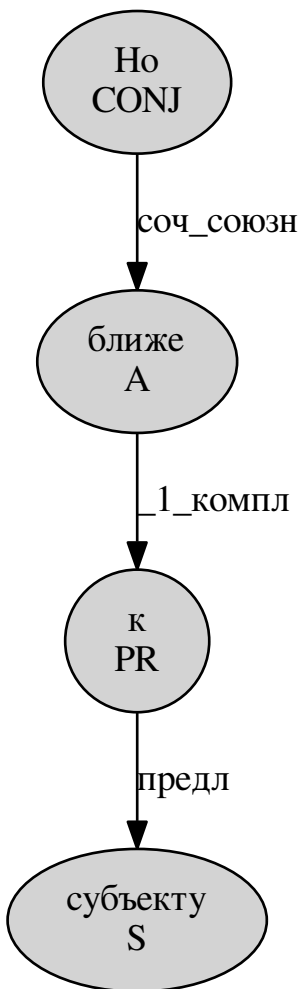 Но
CONJ
соч_союзн
ближе
A
_1_компл
к
PR
предл
субъекту
S